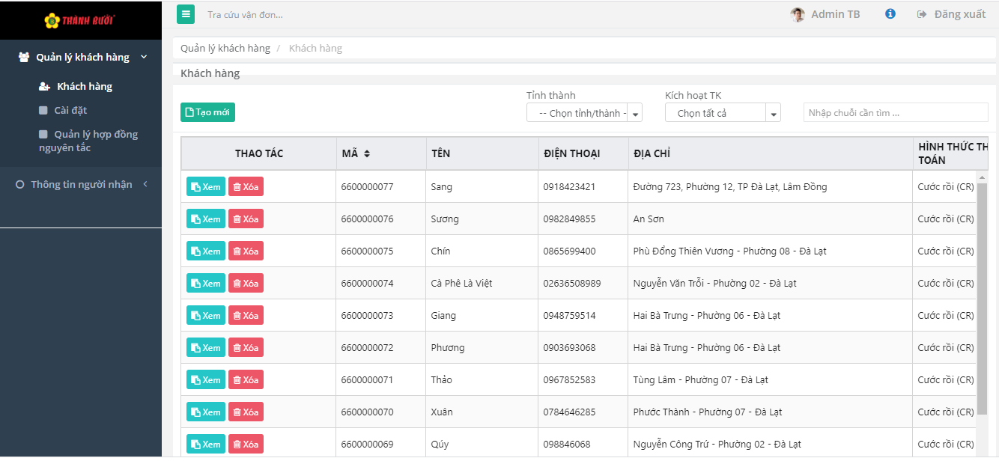 THÀNH BƯỞI
Tra cứu vận đơn...
Admin TB
Đăng xuất
Quản lý khách hàng
Khách hàng
Cài đặt
Quản lý hợp đồng
nguyên tắc
Thông tin người nhận
Quản lý khách hàng / Khách hàng
Khách hàng
Tạo mới
Tỉnh thành
-- Chọn tỉnh/thành -
Kích hoạt TK
Chọn tất cả
Nhập chuỗi cần tìm ...
THAO TÁC MÃ TÊN ĐIỆN THOẠI ĐỊA CHỈ HÌNH THỨC TH
TOÁN
Xem Xóa 6600000077 Sang 0918423421 Đường 723, Phường 12, TP Đà Lạt, Lâm Đồng Cước rồi (CR)
Xem Xóa 6600000076 Sương 0982849855 An Sơn Cước rồi (CR)
Xem Xóa 6600000075 Chín 0865699400 Phù Đổng Thiên Vương - Phường 08 - Đà Lạt Cước rồi (CR)
Xem Xóa 6600000074 Cà Phê Là Việt 02636508989 Nguyễn Văn Trỗi - Phường 02 - Đà Lạt Cước rồi (CR)
Xem Xóa 6600000073 Giang 0948759514 Hai Bà Trưng - Phường 06 - Đà Lạt Cước rồi (CR)
Xem Xóa 6600000072 Phương 0903693068 Hai Bà Trưng - Phường 06 - Đà Lạt Cước rồi (CR)
Xem Xóa 6600000071 Thảo 0967852583 Tùng Lâm - Phường 07 - Đà Lạt Cước rồi (CR)
Xem Xóa 6600000070 Xuân 0784646285 Phước Thành - Phường 07 - Đà Lạt Cước rồi (CR)
Xem Xóa 6600000069 Qúy 098846068 Nguyễn Công Trứ - Phường 02 - Đà Lạt Cước rồi (CR)